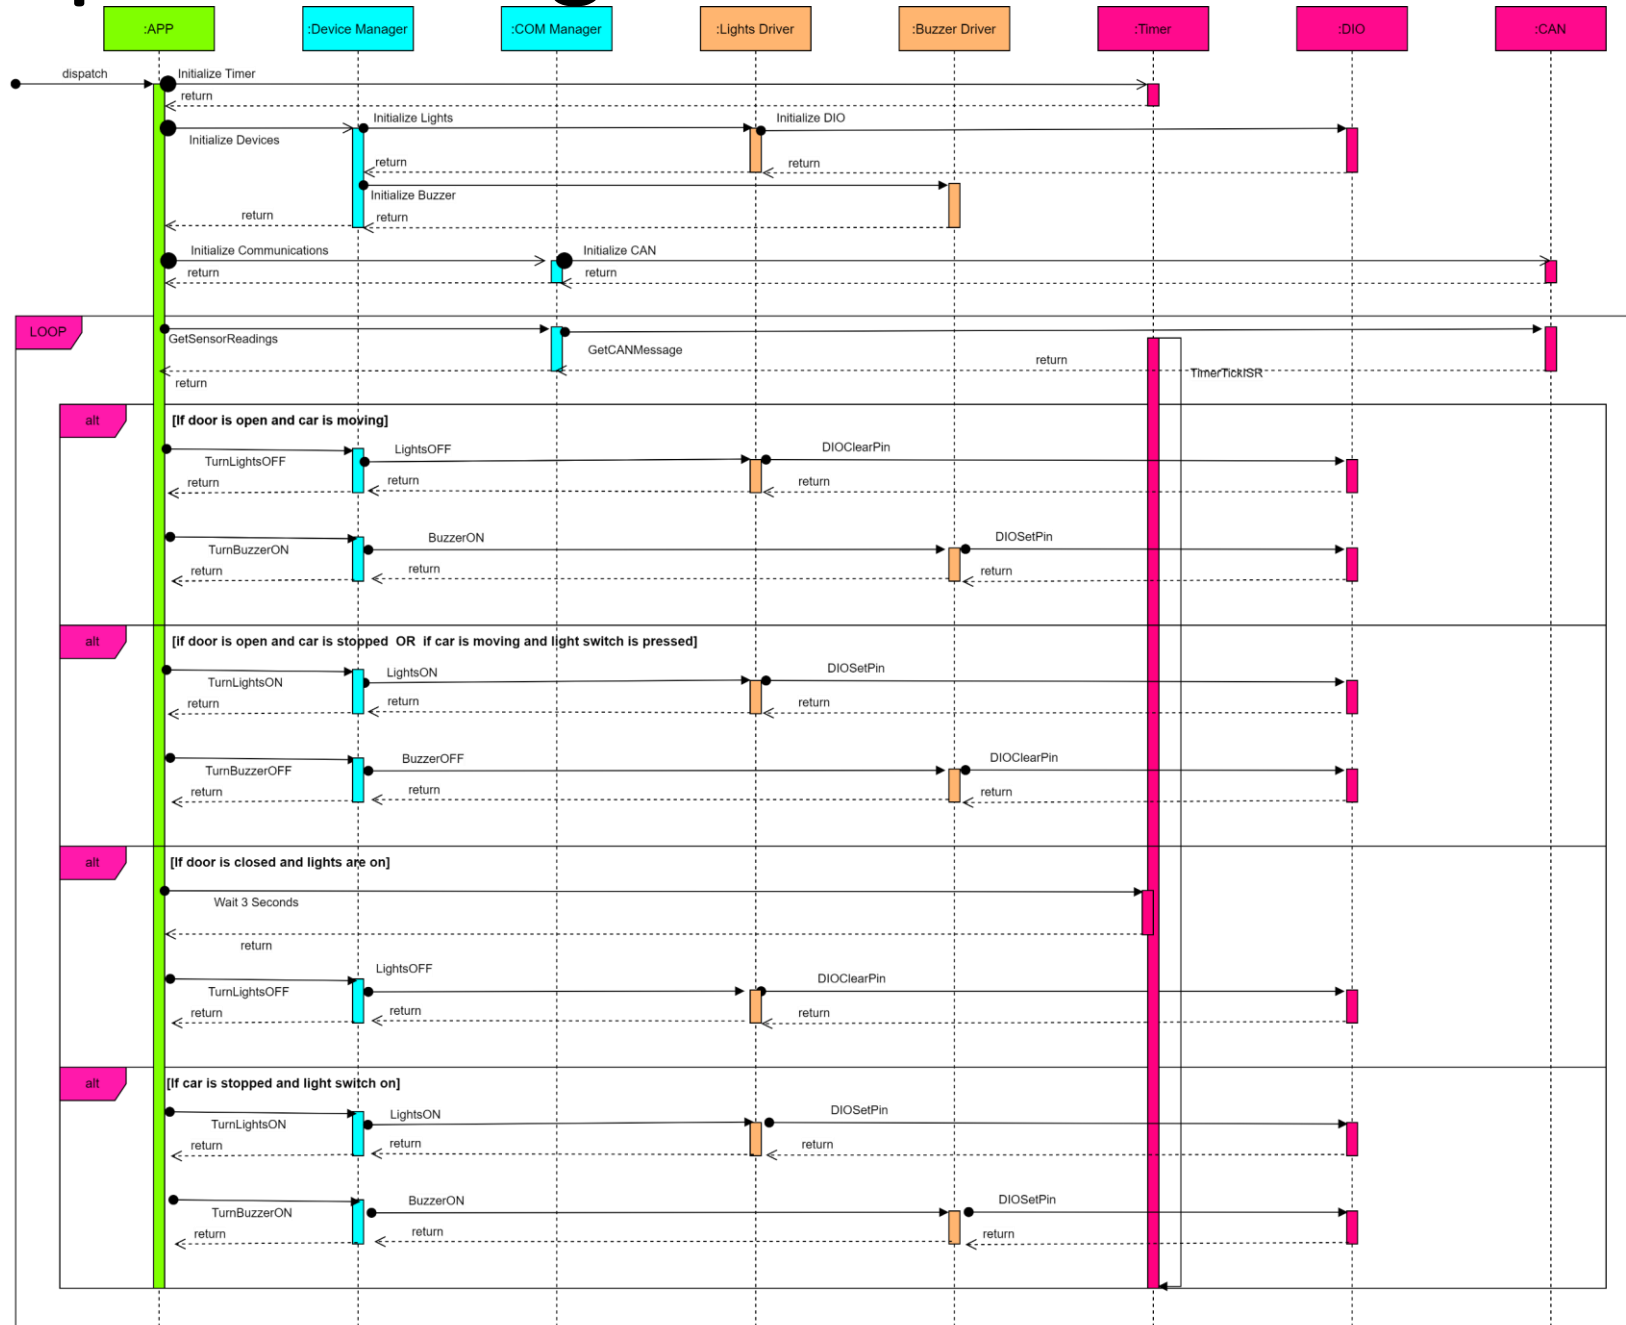 :APP
:Device Manager
:COM Manager
:Lights Driver
:Buzzer Driver
:Timer
:DIO
:CAN
dispatch
Initialize Timer
return
Initialize Lights
Initialize DIO
Initialize Devices
return
return
Initialize Buzzer
return
return
Initialize Communications
Initialize CAN
return
return
LOOP
GetSensorReadings
GetCANMessage
return
TimerTickISR
return
alt
[If door is open and car is moving]
LightsOFF
DIOClearPin
TurnLightsOFF
return
return
return
BuzzerON
DIOSetPin
TurnBuzzerON
return
return
return
alt
[if door is open and car is stopped OR if car is moving and light switch is pressed]
LightsON
DIOSetPin
TurnLightsON
return
return
return
BuzzerOFF
DIOClearPin
TurnBuzzerOFF
return
return
return
alt
[If door is closed and lights are on]
Wait 3 Seconds
return
LightsOFF
DIOClearPin
TurnLightsOFF
return
return
return
alt
[If car is stopped and light switch on]
LightsON
DIOSetPin
TurnLightsON
return
return
return
BuzzerON
DIOSetPin
TurnBuzzerON
return
return
return